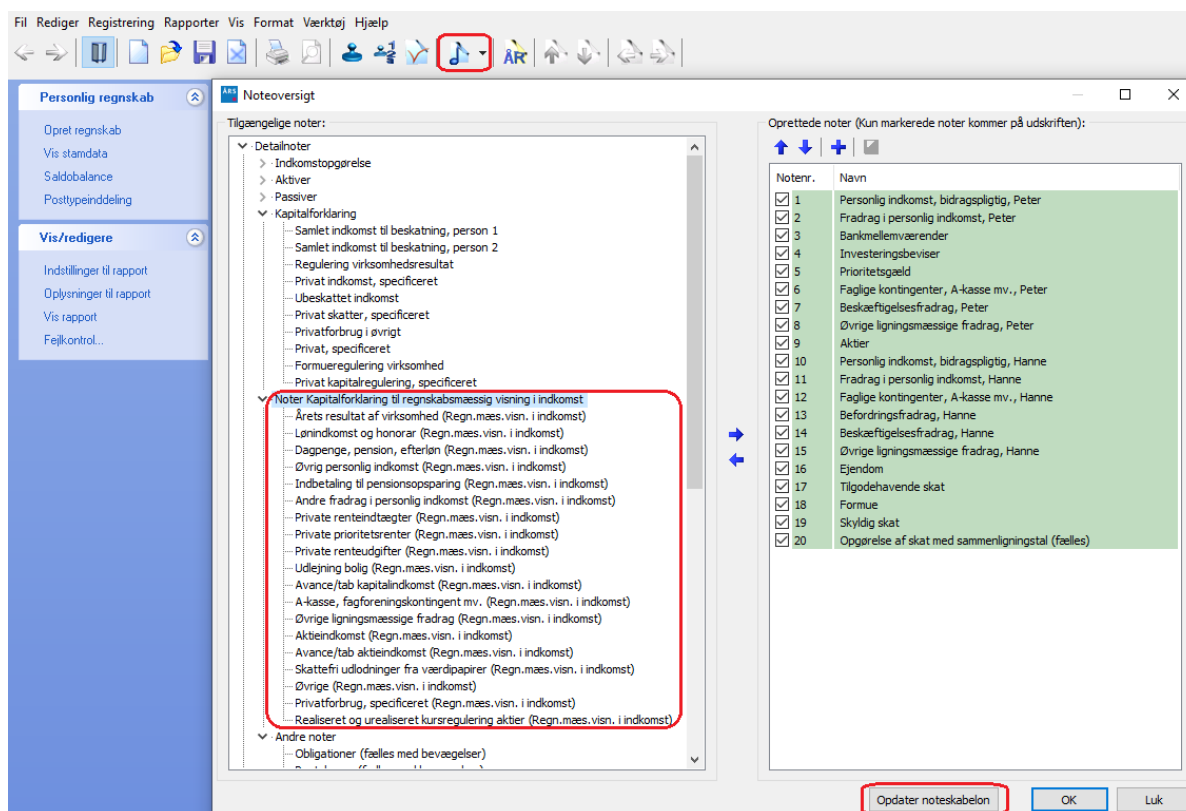 Fil Rediger Registrering Rapporter Vis Format Værktøj Hjælp
ÅR
Personlig regnskab
Opret regnskab
Vis stamdata
Saldobalance
Posttypeinddeling
Vis/redigere
Indstillinger til rapport
Oplysninger til rapport
Vis rapport
Fejlkontrol...
ÅRS
Noteoversigt
Tilgængelige noter:
Detailnoter
Indkomstopgørelse
Aktiver
Passiver
Kapitalforklaring
Samlet indkomst til beskatning, person 1
Samlet indkomst til beskatning, person 2
Regulering virksomhedsresultat
Privat indkomst, specificeret
Ubeskattet indkomst
Privat skatter, specificeret
Privatforbrug i øvrigt
Privat, specificeret
Formueregulering virksomhed
Privat kapitalregulering, specificeret
Noter Kapitalforklaring til regnskabsmæssig visning i indkomst
Årets resultat af virksomhed (Regn.mæs.visn. i indkomst)
Lønindkomst og honorar (Regn.mæs.visn. i indkomst)
Dagpenge, pension, efterløn (Regn.mæs.visn. i indkomst)
Øvrig personlig indkomst (Regn.mæs.visn. i indkomst)
Indbetaling til pensionsopsparing (Regn.mæs.visn. i indkomst)
Andre fradrag i personlig indkomst (Regn.mæs.visn. i indkomst)
Private renteindtægter (Regn.mæs.visn. i indkomst)
Private prioritetsrenter (Regn.mæs.visn. i indkomst)
Private renteudgifter (Regn.mæs.visn. i indkomst)
Udlejning bolig (Regn.mæs.visn. i indkomst)
Avance/tab kapitalindkomst (Regn.mæs.visn. i indkomst)
A-kasse, fagforeningskontingent mv. (Regn.mæs.visn. i indkomst)
Øvrige ligningsmæssige fradrag (Regn.mæs.visn. i indkomst)
Aktieindkomst (Regn.mæs.visn. i indkomst)
Avance/tab aktieindkomst (Regn.mæs.visn. i indkomst)
Skattefri udlodninger fra værdipapirer (Regn.mæs.visn. i indkomst)
Øvrige (Regn.mæs.visn. i indkomst)
Privatforbrug, specificeret (Regn.mæs.visn. i indkomst)
Realiseret og urealiseret kursregulering aktier (Regn.mæs.visn. i indkomst)
Andre noter
Obligationer (fælles med bevægelser)
Oprettede noter (Kun markerede noter kommer på udskriften):
Notenr. Navn
1 Personlig indkomst, bidragspligtig, Peter
2 Fradrag i personlig indkomst, Peter
3 Bankmellemværender
4 Investeringsbeviser
5 Prioritetsgæld
6 Faglige kontingenter, A-kasse mv., Peter
7 Beskæftigelsesfradrag, Peter
8 Øvrige ligningsmæssige fradrag, Peter
9 Aktier
10 Personlig indkomst, bidragspligtig, Hanne
11 Fradrag i personlig indkomst, Hanne
12 Faglige kontingenter, A-kasse mv., Hanne
13 Befordringsfradrag, Hanne
14 Beskæftigelsesfradrag, Hanne
15 Øvrige ligningsmæssige fradrag, Hanne
16 Ejendom
17 Tilgodehavende skat
18 Formue
19 Skyldig skat
20 Opgørelse af skat med sammenligningstal (fælles)
Opdater noteskabelon OK Luk